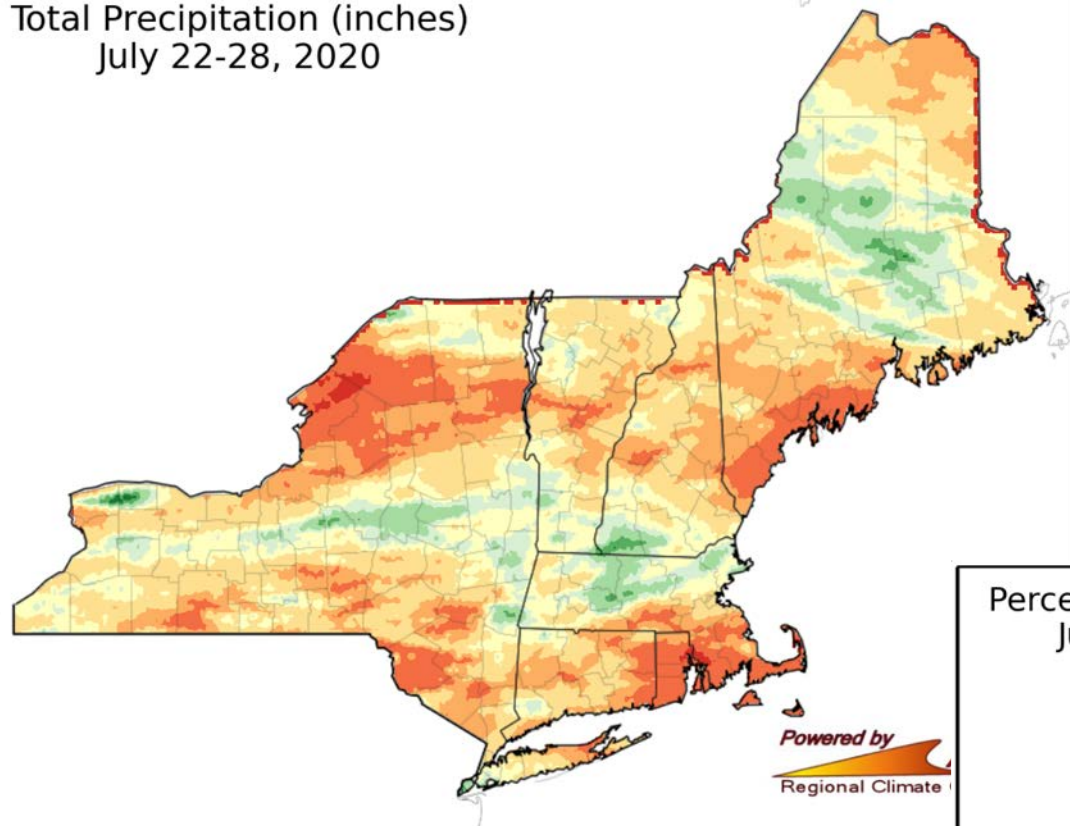 Total Precipitation (inches)
July 22-28, 2020
Powered by
Regional Climate